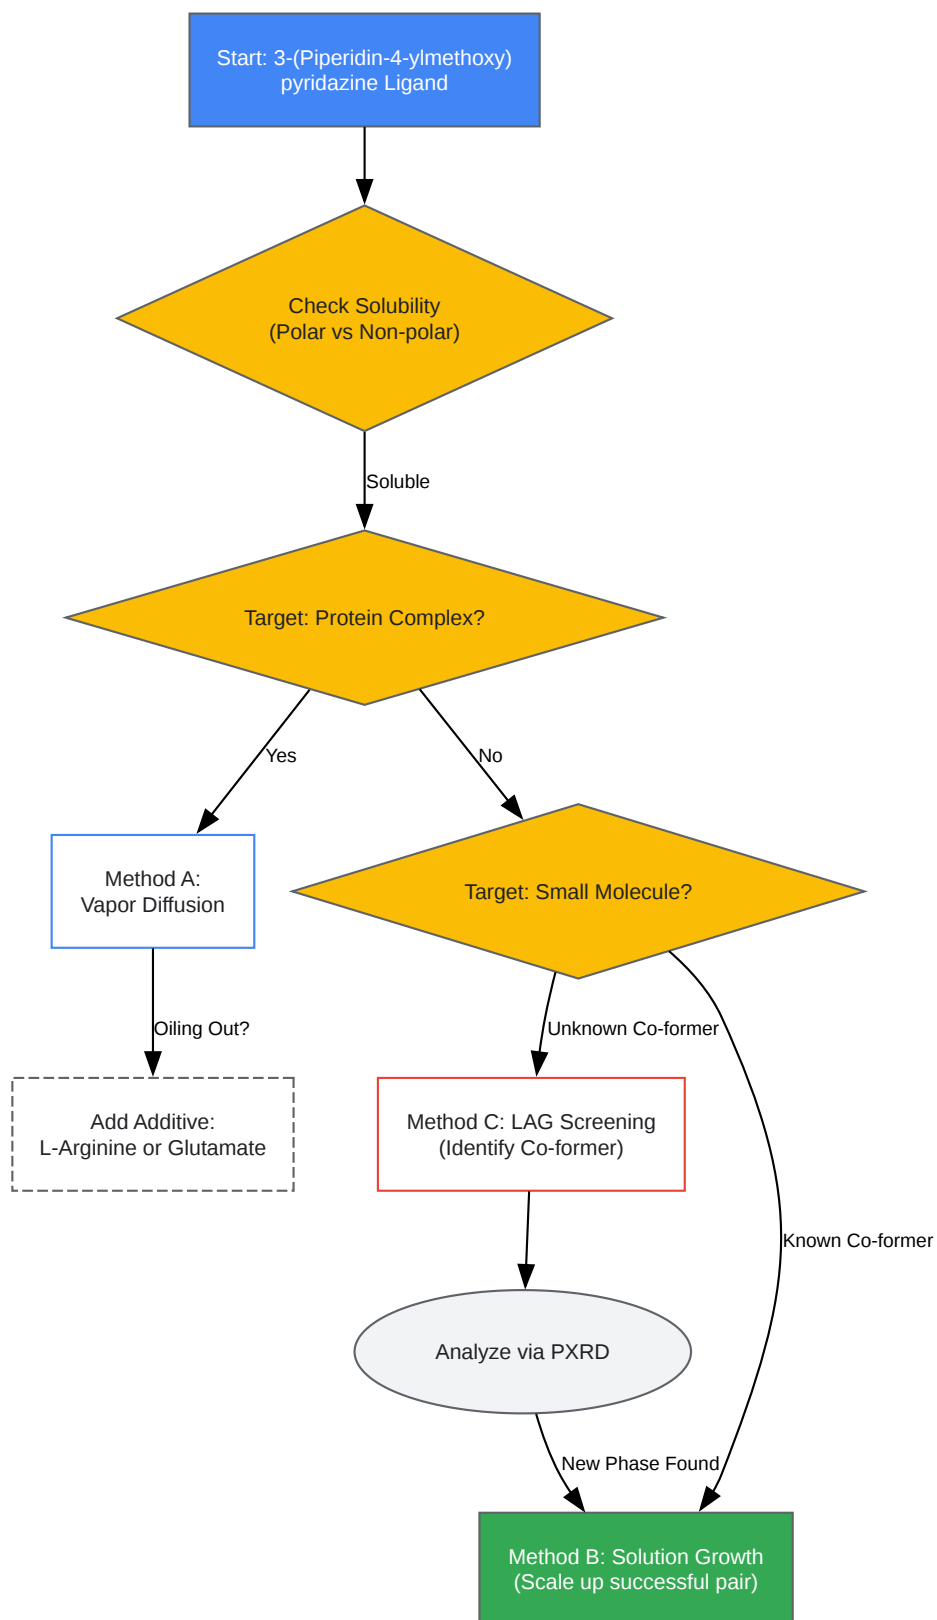 Start: 3-(Piperidin-4-ylmethoxy)
pyridazine Ligand
Check Solubility
(Polar vs Non-polar)
Soluble
Target: Protein Complex?
Yes
No
Method A:
Vapor Diffusion
Target: Small Molecule?
Oiling Out?
Unknown Co-former
Add Additive:
L-Arginine or Glutamate
Method C: LAG Screening
(Identify Co-former)
Known Co-former
Analyze via PXRD
New Phase Found
Method B: Solution Growth
(Scale up successful pair)